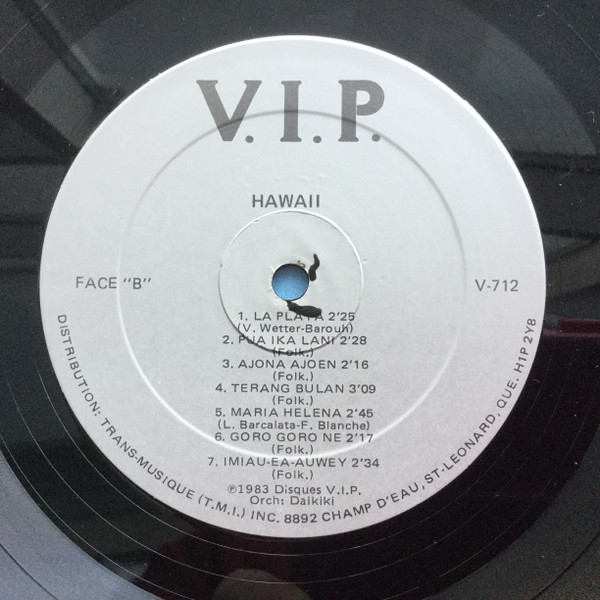 V.I.P.
HAWAII
FACE "B"
V-712
1. LA PLAYA 2'25
(V. Wetter-Barouh)
2. PUA IKA LANI 2'28
(Folk.)
3. AJONA AJOEN 2'16
(Folk.)
4. TERANG BULAN 3'09
(Folk.)
5. MARIA HELENA 2'45
(L. Barcalata-F. Blanche)
6. GORO GORO NE 2'17
(Folk.)
7. IMIAU-EA-AUWEY 2'34
(Folk.)
℗1983 Disques V.I.P.
Orch: Daikiki
DISTRIBUTION: TRANS-MUSIQUE (T.M.I.) INC. 8892 CHAMP D'EAU, ST-LEONARD, QUE. H1P 2Y8